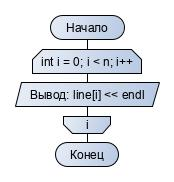 Начало
int i = 0; i < n; i++
Вывод: line[i] << endl
i
Конец